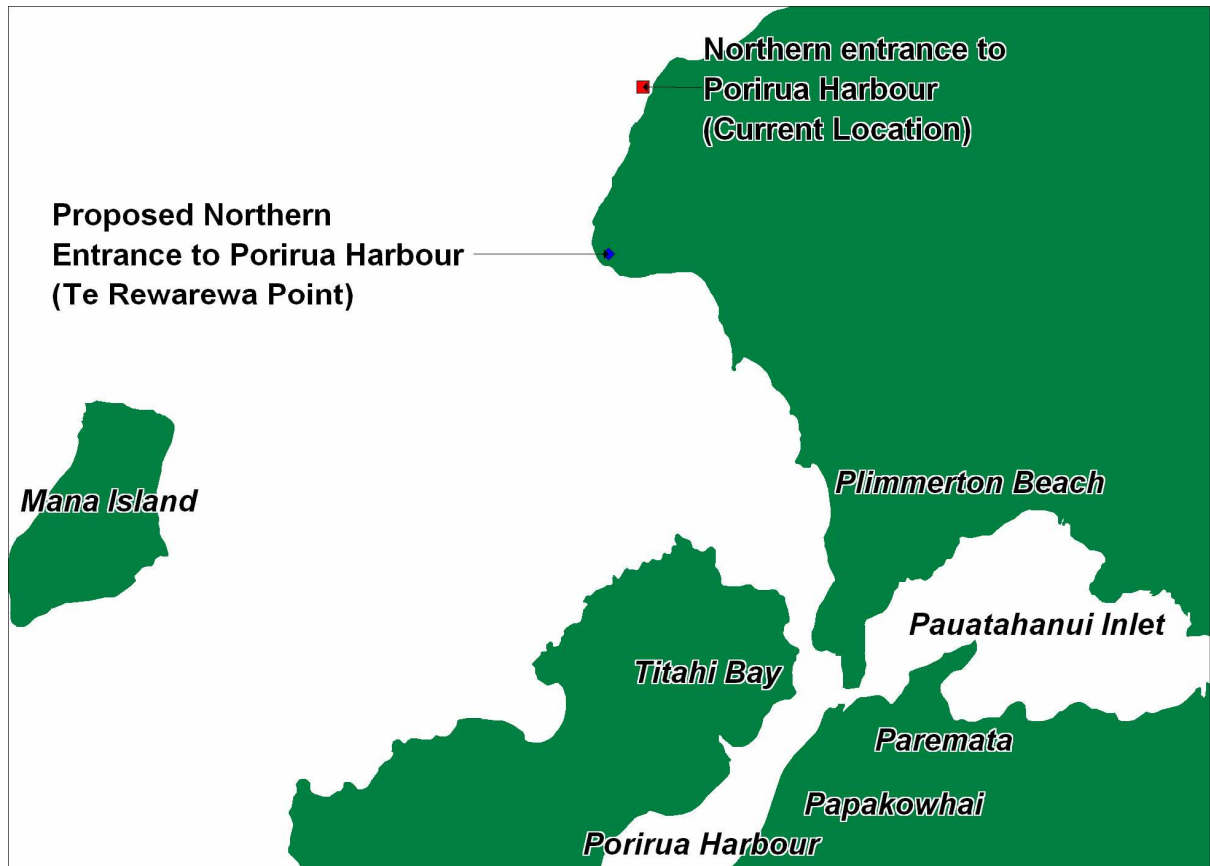 Northern entrance to
Porirua Harbour
(Current Location)
Proposed Northern
Entrance to Porirua Harbour
(Te Rewarewa Point)
Mana Island
Plimmerton Beach
Pauatahanui Inlet
Titahi Bay
Paremata
Papakowhai
Porirua Harbour